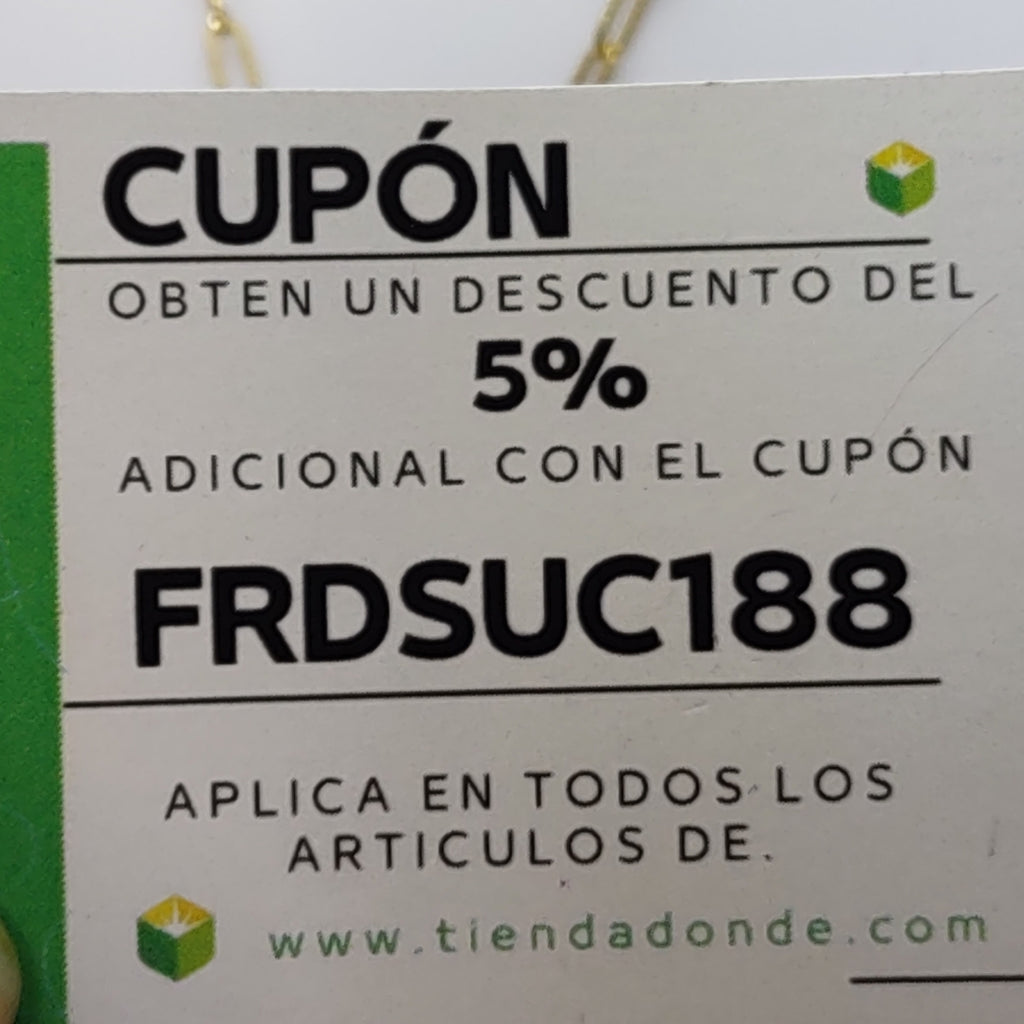 CUPÓN
OBTEN UN DESCUENTO DEL
5%
ADICIONAL CON EL CUPÓN
FRDSUC188
APLICA EN TODOS LOS
ARTICULOS DE.
www.tiendadonde.com